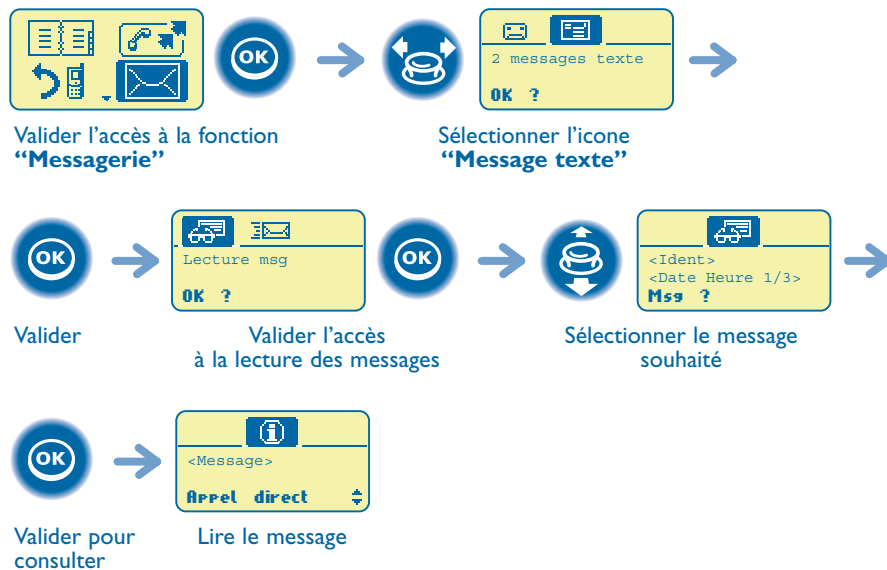 OK
2 messages texte
OK ?
Valider l'accès à la fonction
“Messagerie”
Sélectionner l'icone
“Message texte”
OK
Lecture msg
OK ?
OK
<Ident>
<Date Heure 1/3>
Msg ?
Valider
Valider l'accès
à la lecture des messages
Sélectionner le message
souhaité
OK
<Message>
Appel direct
Valider pour
consulter
Lire le message